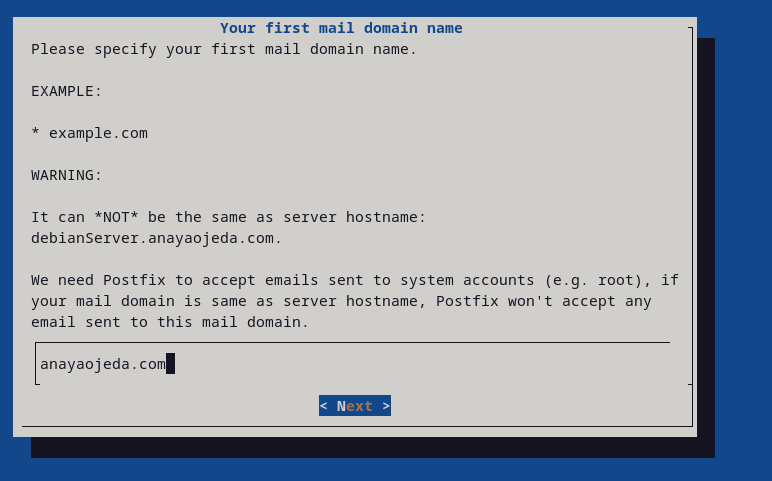 Your first mail domain name
Please specify your first mail domain name.
EXAMPLE:
* example.com
WARNING:
It can *NOT* be the same as server hostname:
debianServer.anayaojeda.com.
We need Postfix to accept emails sent to system accounts (e.g. root), if
your mail domain is same as server hostname, Postfix won't accept any
email sent to this mail domain.
anayaojeda.com
< Next >